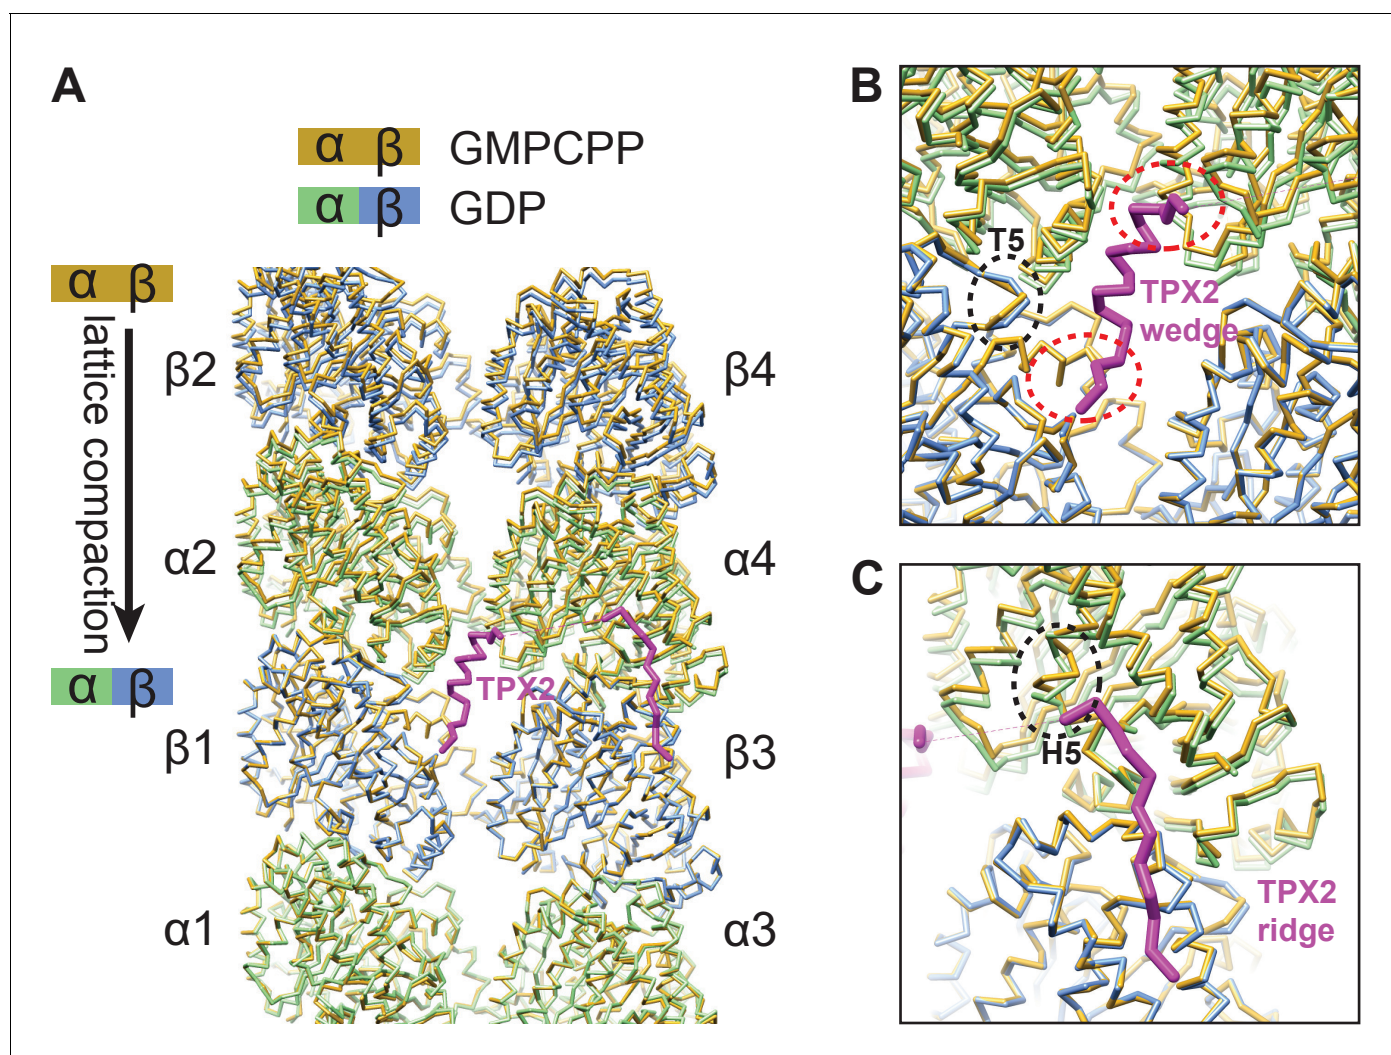 A
α β GMPCPP
α β GDP
α β
lattice compaction
α β
β2
β4
α2
α4
TPX2
β1
β3
α1
α3
B
T5
TPX2
wedge
C
H5
TPX2
ridge